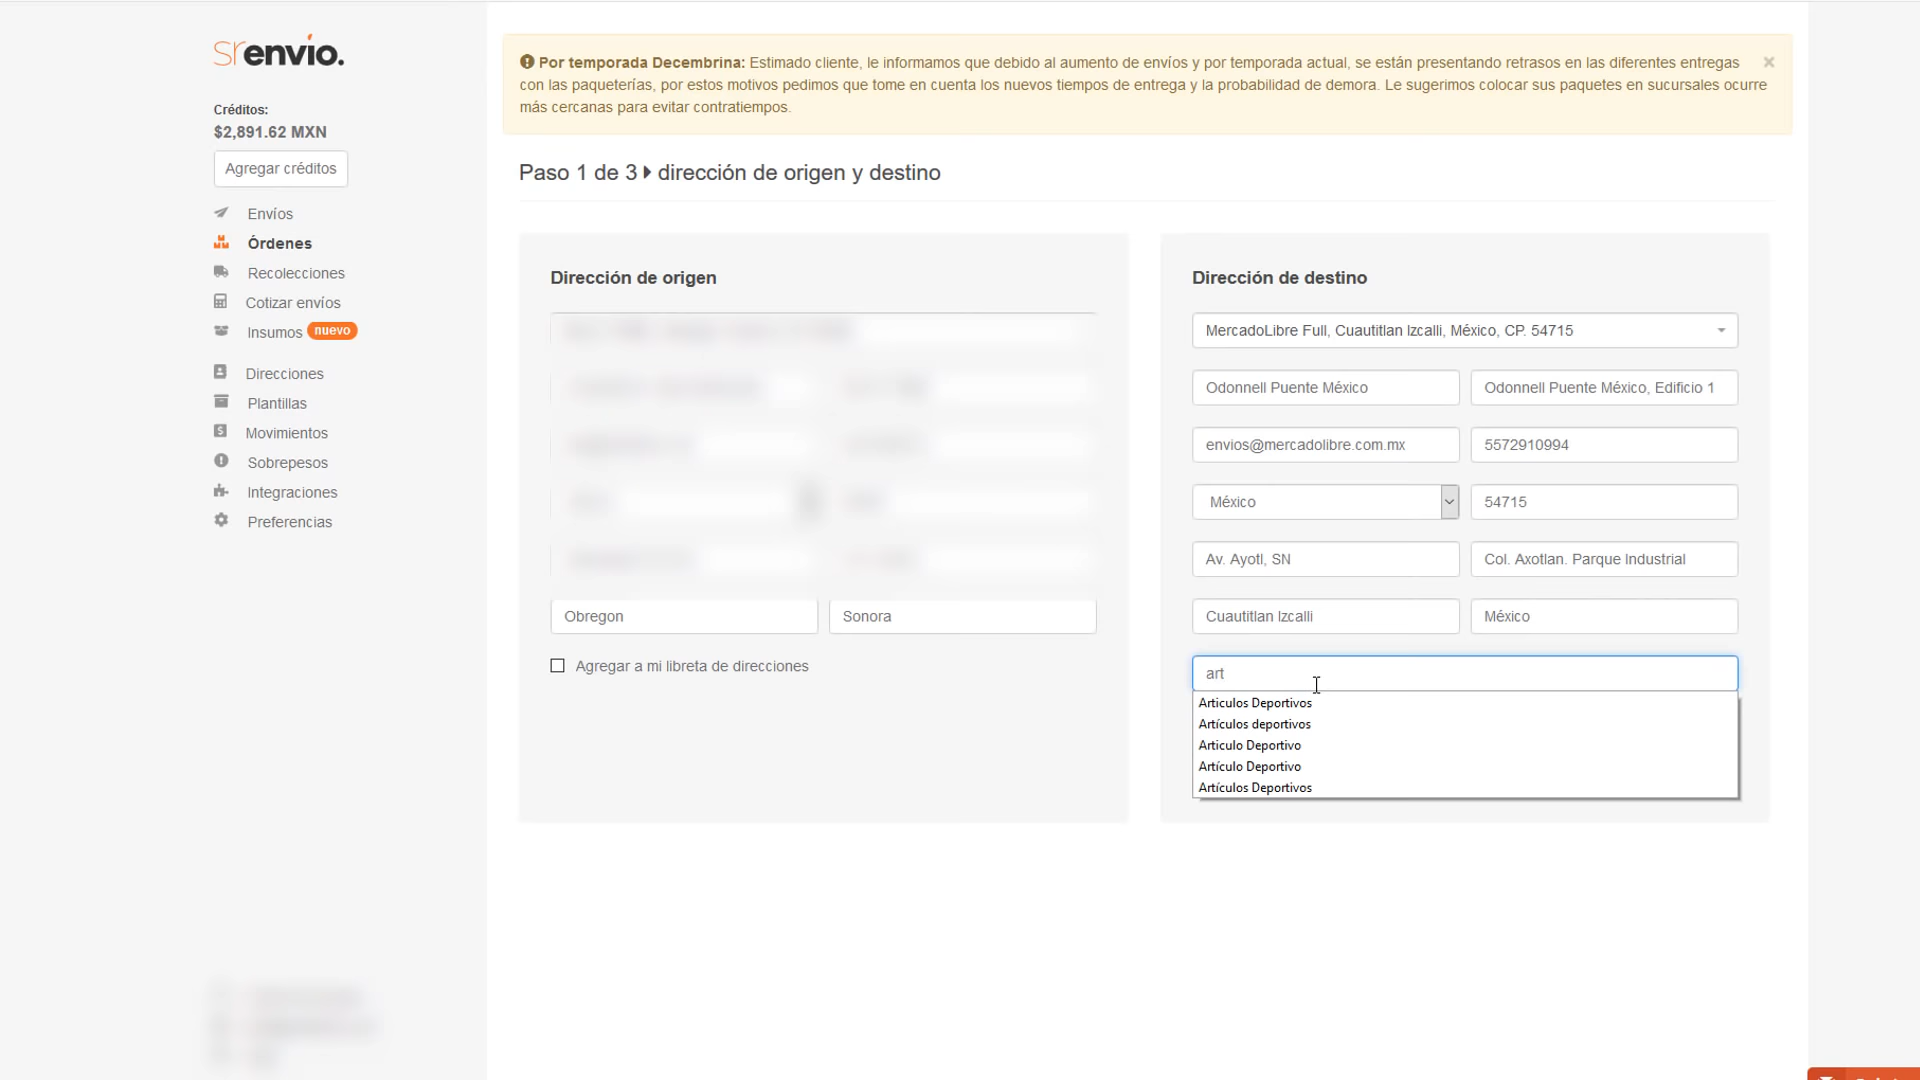 srenvío.
Créditos:
$2,891.62 MXN
Agregar créditos
Envíos
Órdenes
Recolecciones
Cotizar envíos
Insumos nuevo
Direcciones
Plantillas
Movimientos
Sobrepesos
Integraciones
Preferencias
Por temporada Decembrina: Estimado cliente, le informamos que debido al aumento de envíos y por temporada actual, se están presentando retrasos en las diferentes entregas
con las paqueterías, por estos motivos pedimos que tome en cuenta los nuevos tiempos de entrega y la probabilidad de demora. Le sugerimos colocar sus paquetes en sucursales ocurre
más cercanas para evitar contratiempos.
×
Paso 1 de 3 dirección de origen y destino
Dirección de origen
Obregon
Sonora
Agregar a mi libreta de direcciones
Dirección de destino
MercadoLibre Full, Cuautitlan Izcalli, México, CP. 54715
Odonnell Puente México
Odonnell Puente México, Edificio 1
envios@mercadolibre.com.mx
5572910994
México
54715
Av. Ayotl, SN
Col. Axotlan. Parque Industrial
Cuautitlan Izcalli
México
art
Articulos Deportivos
Artículos deportivos
Articulo Deportivo
Artículo Deportivo
Artículos Deportivos